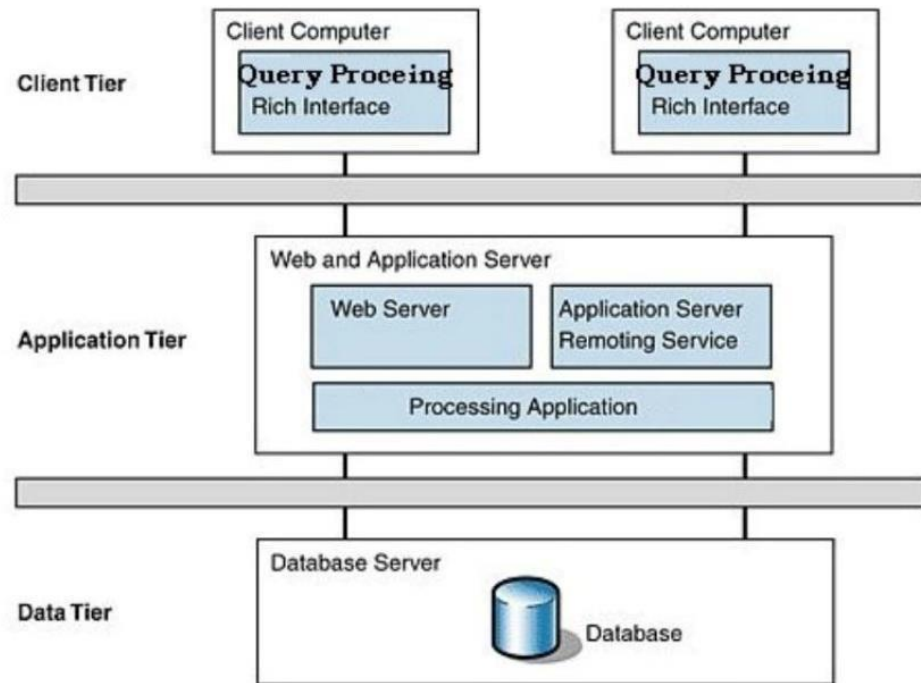 Client Computer
Client Computer
Client Tier
Query Proceing
Rich Interface
Query Proceing
Rich Interface
Web and Application Server
Web Server
Application Server
Remoting Service
Application Tier
Processing Application
Database Server
Data Tier
Database